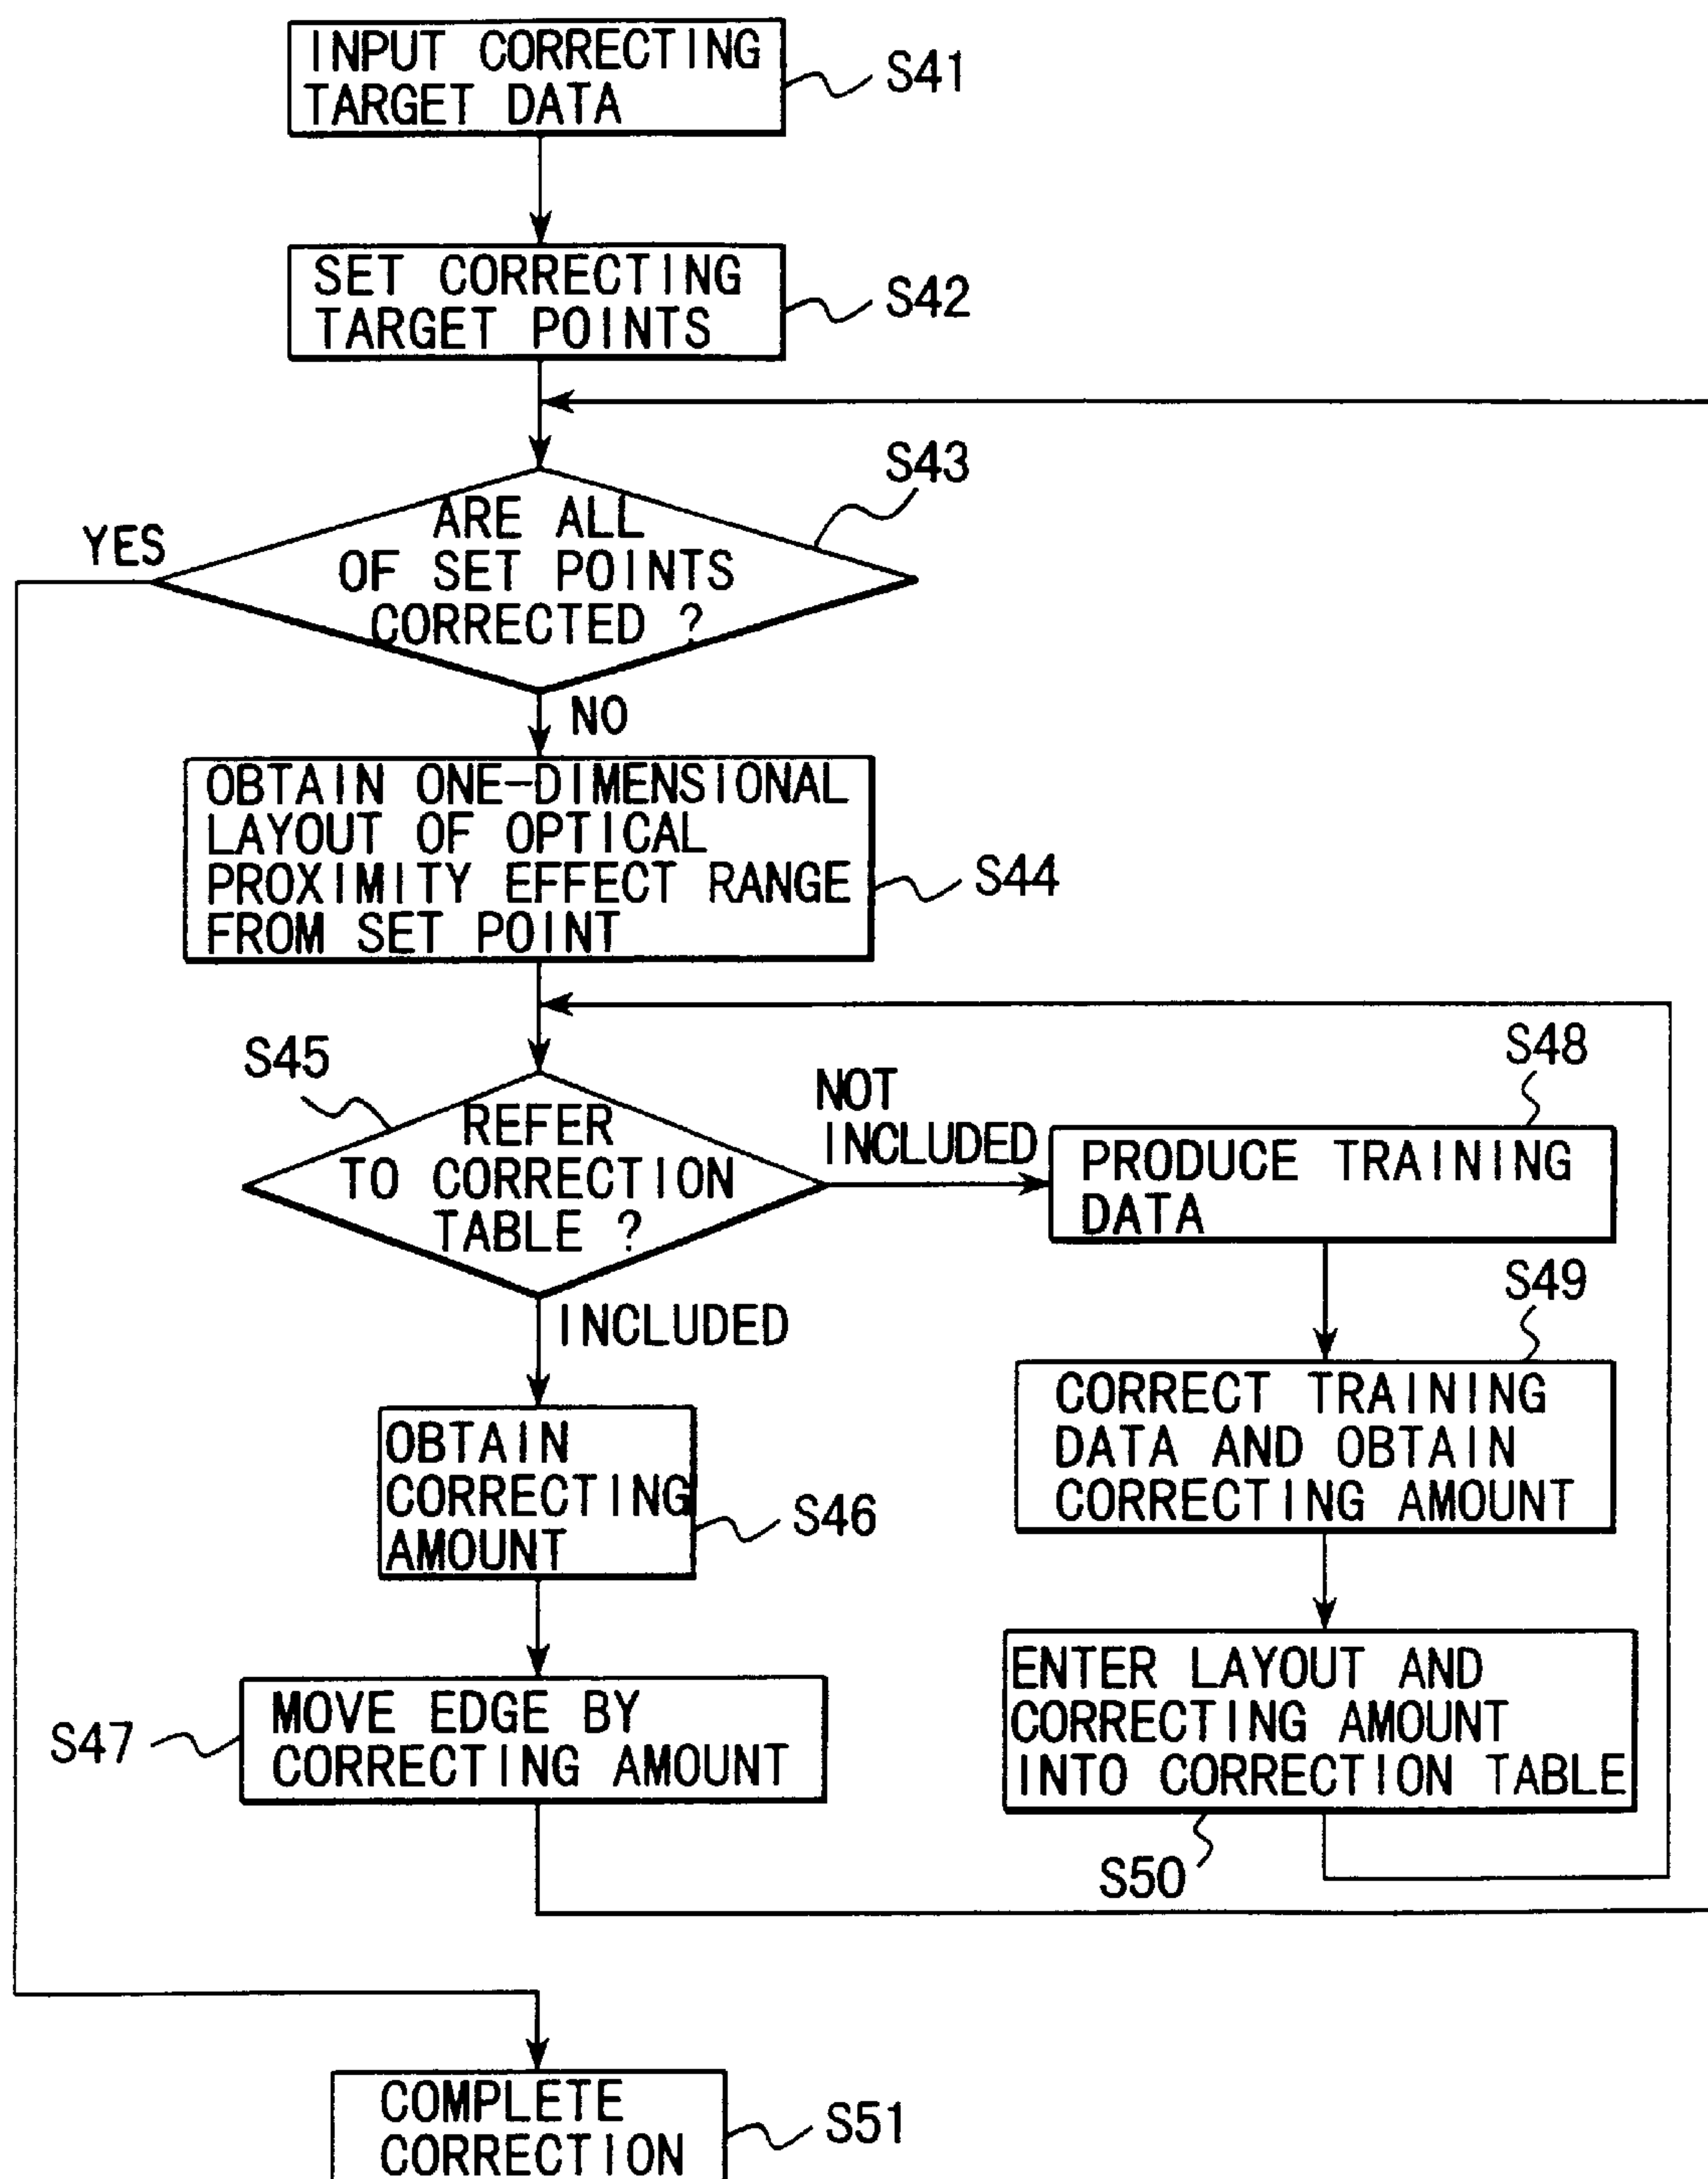 INPUT CORRECTING
TARGET DATA
S41
SET CORRECTING
TARGET POINTS
S42
S43
YES
ARE ALL
OF SET POINTS
CORRECTED ?
NO
OBTAIN ONE-DIMENSIONAL
LAYOUT OF OPTICAL
PROXIMITY EFFECT RANGE
FROM SET POINT
S44
S45
REFER
TO CORRECTION
TABLE ?
NOT
INCLUDED
S48
PRODUCE TRAINING
DATA
INCLUDED
S49
CORRECT TRAINING
DATA AND OBTAIN
CORRECTING AMOUNT
OBTAIN
CORRECTING
AMOUNT
S46
ENTER LAYOUT AND
CORRECTING AMOUNT
INTO CORRECTION TABLE
S50
S47
MOVE EDGE BY
CORRECTING AMOUNT
COMPLETE
CORRECTION
S51